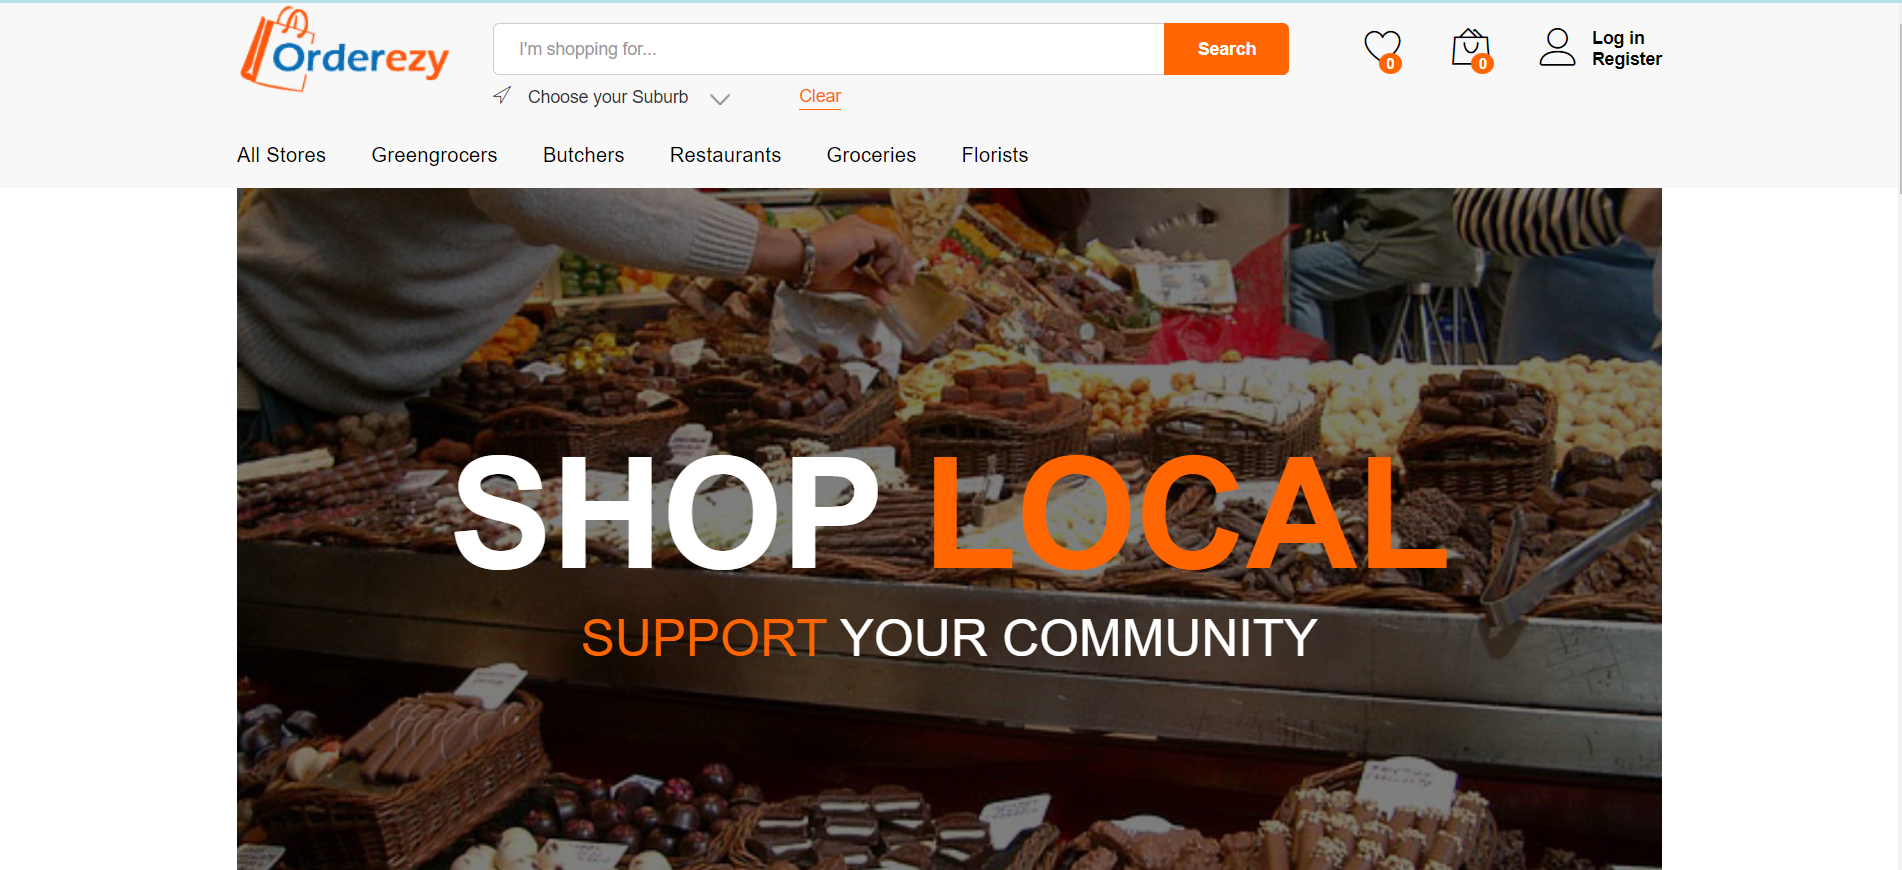 Orderezy
I'm shopping for...
Search
0
0
Log in
Register
Choose your Suburb
Clear
All Stores
Greengrocers
Butchers
Restaurants
Groceries
Florists
SHOP LOCAL
SUPPORT YOUR COMMUNITY